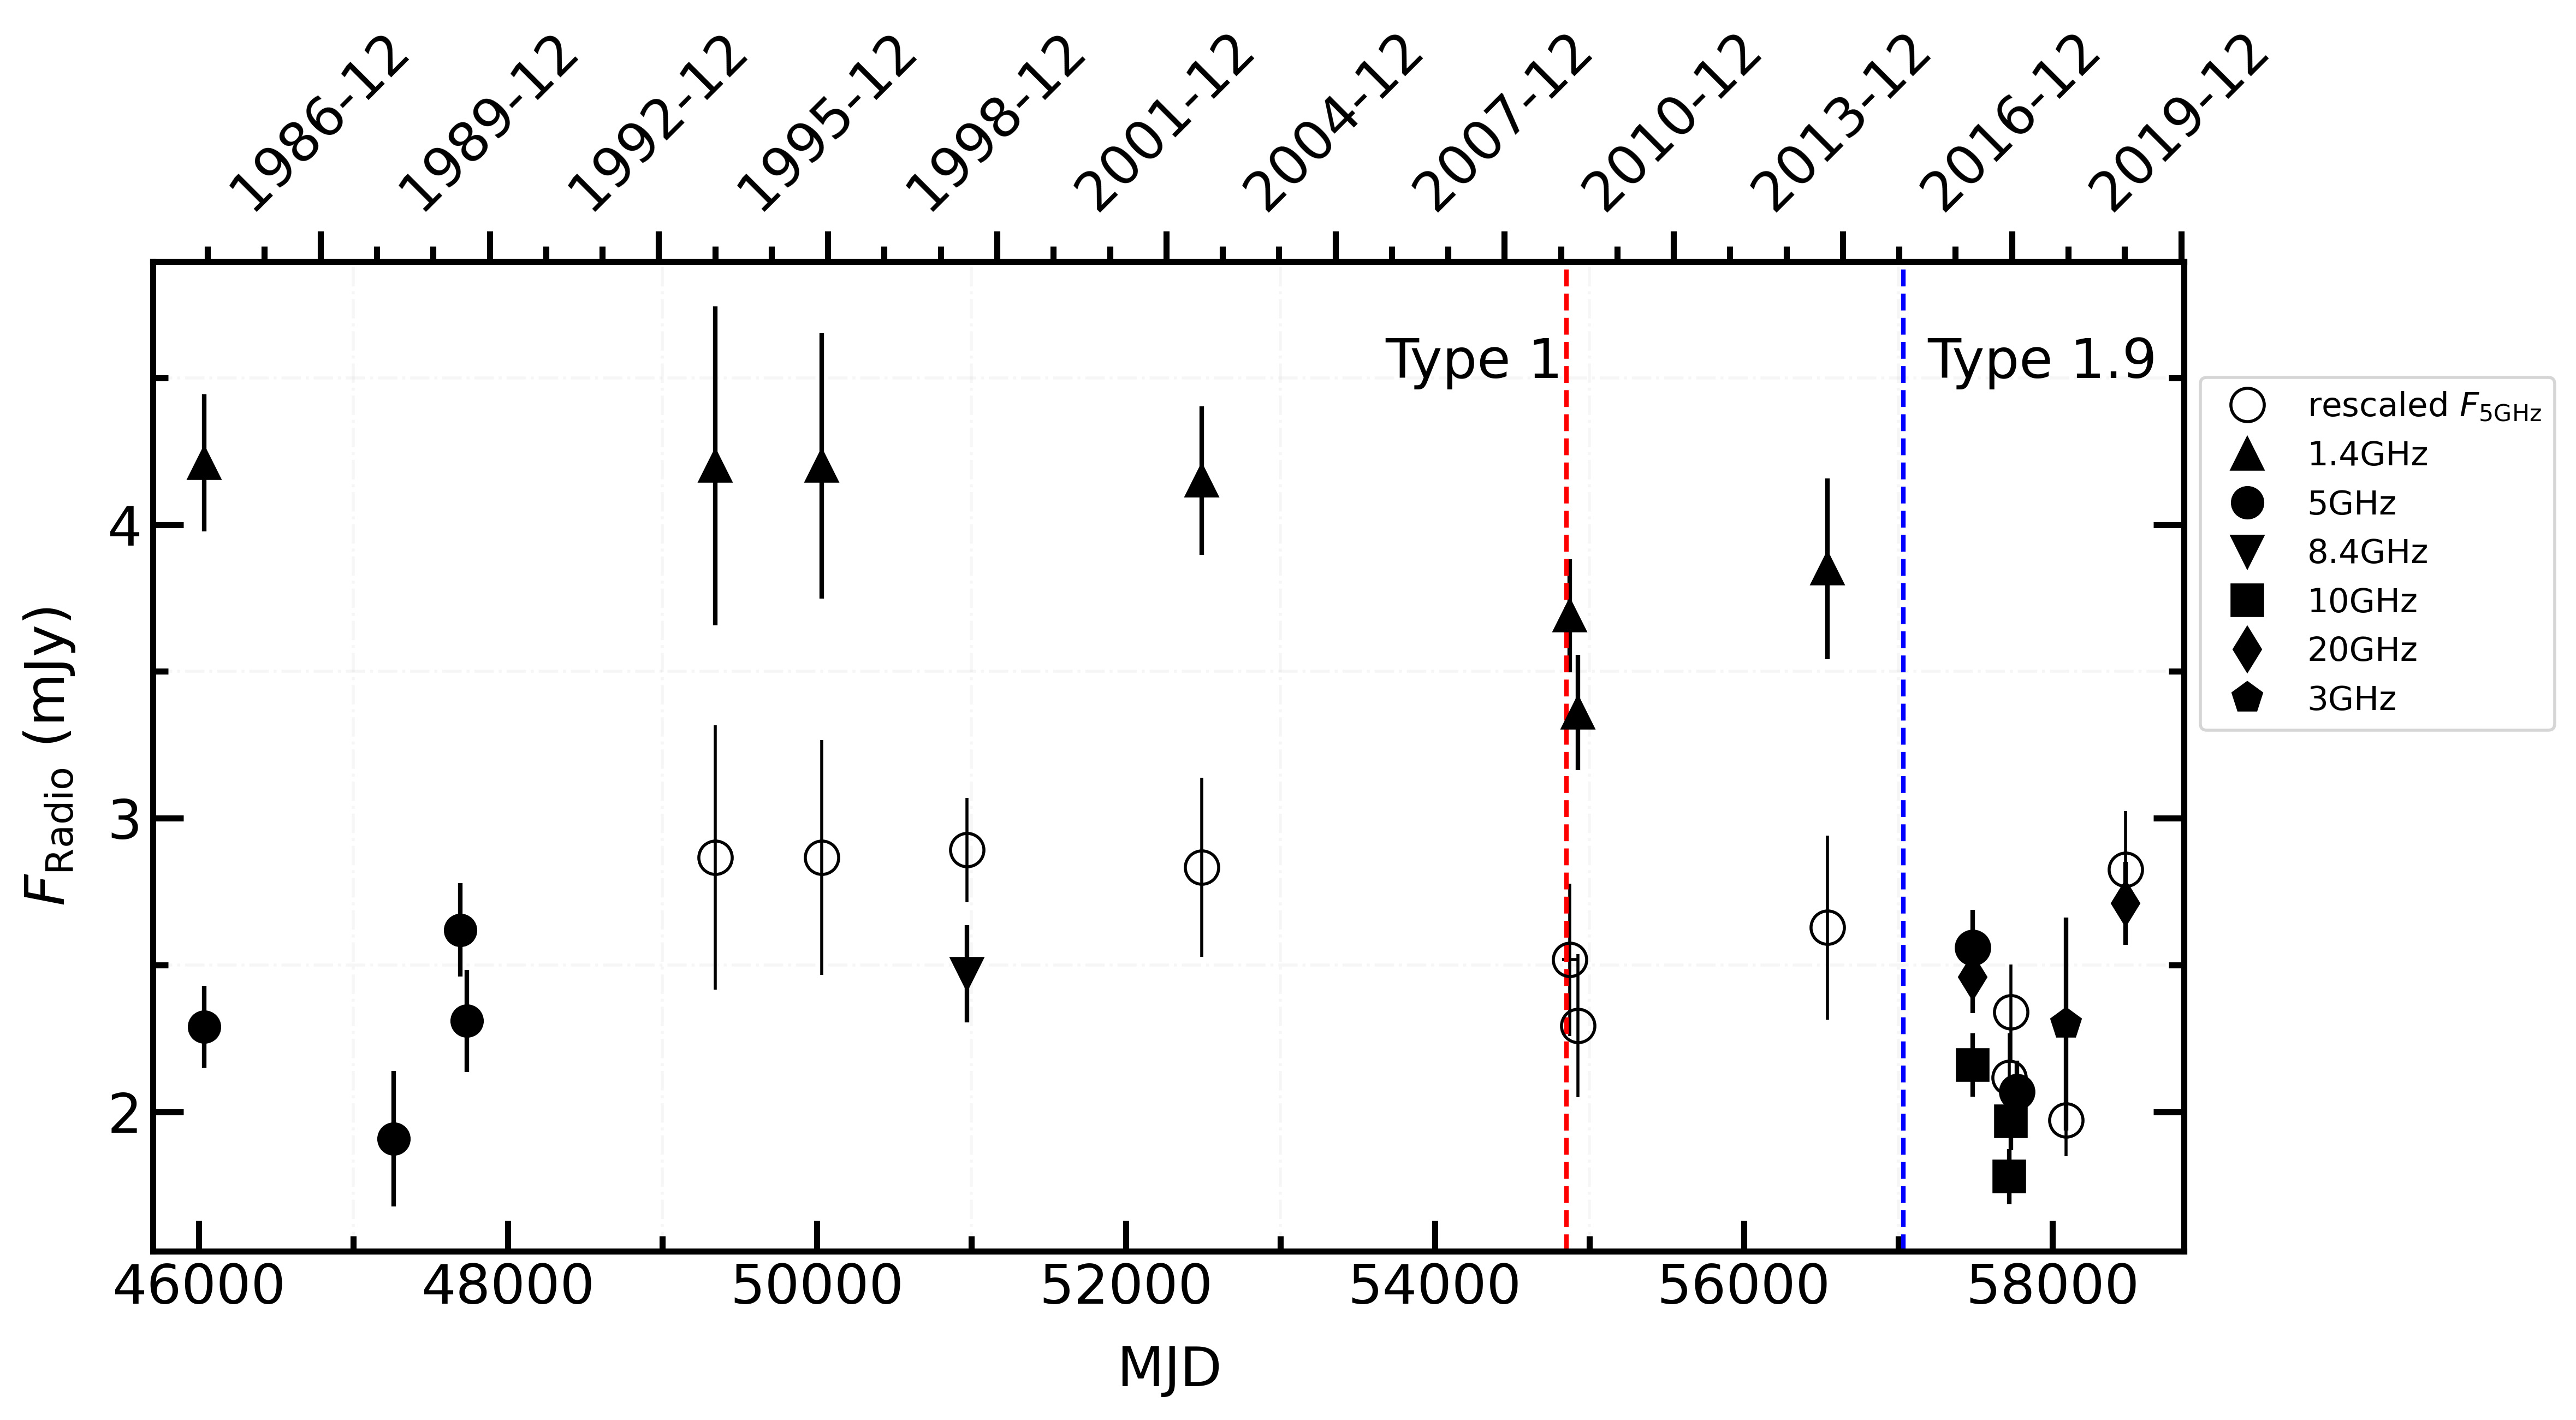 1986-12 1989-12 1992-12 1995-12 1998-12 2001-12 2004-12 2007-12 2010-12 2013-12 2016-12 2019-12
Type 1
Type 1.9
4
3
2
F_Radio (mJy)
46000 48000 50000 52000 54000 56000 58000
MJD
rescaled F_5GHz
1.4GHz
5GHz
8.4GHz
10GHz
20GHz
3GHz